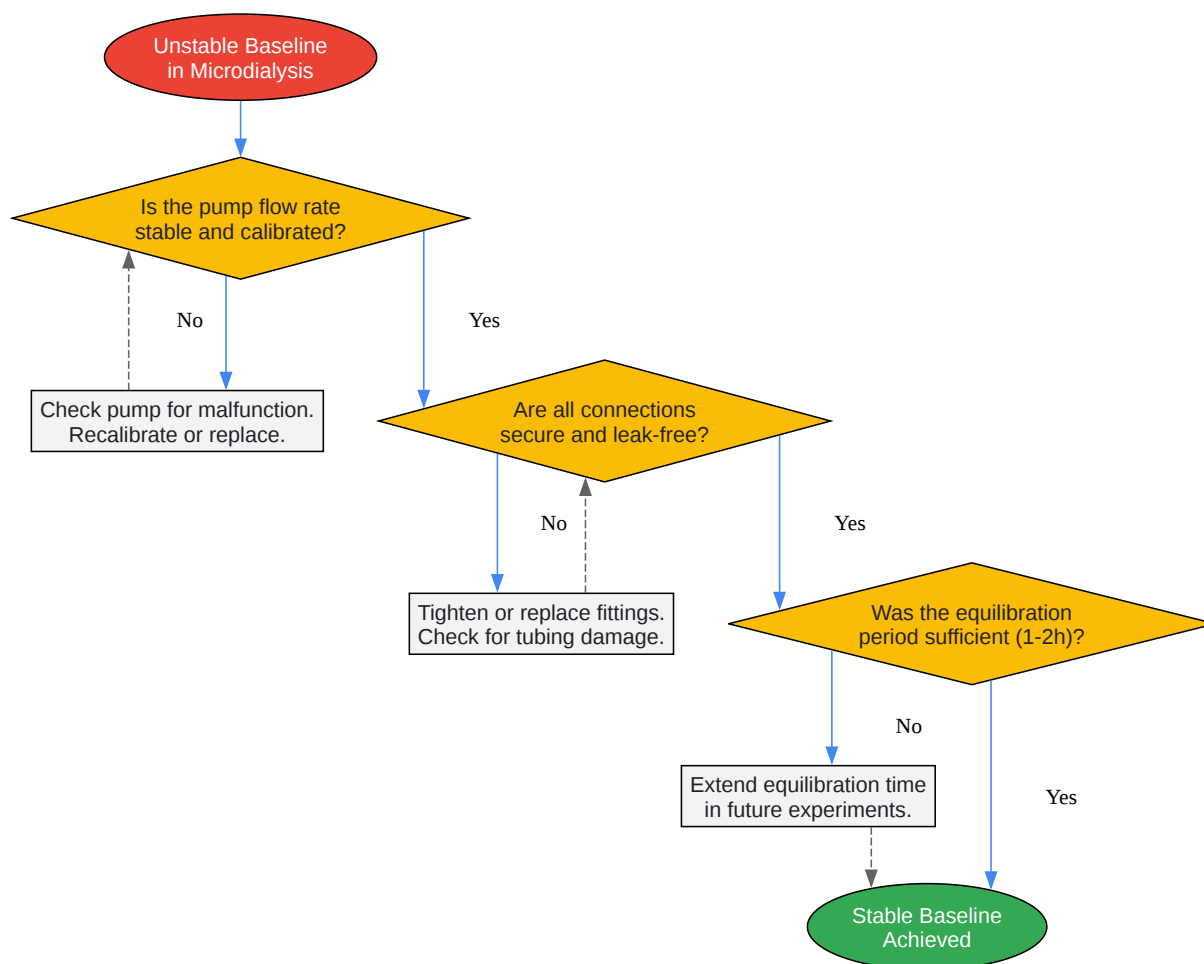 Unstable Baseline
in Microdialysis
Is the pump flow rate
stable and calibrated?
No
Yes
Check pump for malfunction.
Recalibrate or replace.
Are all connections
secure and leak-free?
No
Yes
Tighten or replace fittings.
Check for tubing damage.
Was the equilibration
period sufficient (1-2h)?
No
Yes
Extend equilibration time
in future experiments.
Stable Baseline
Achieved